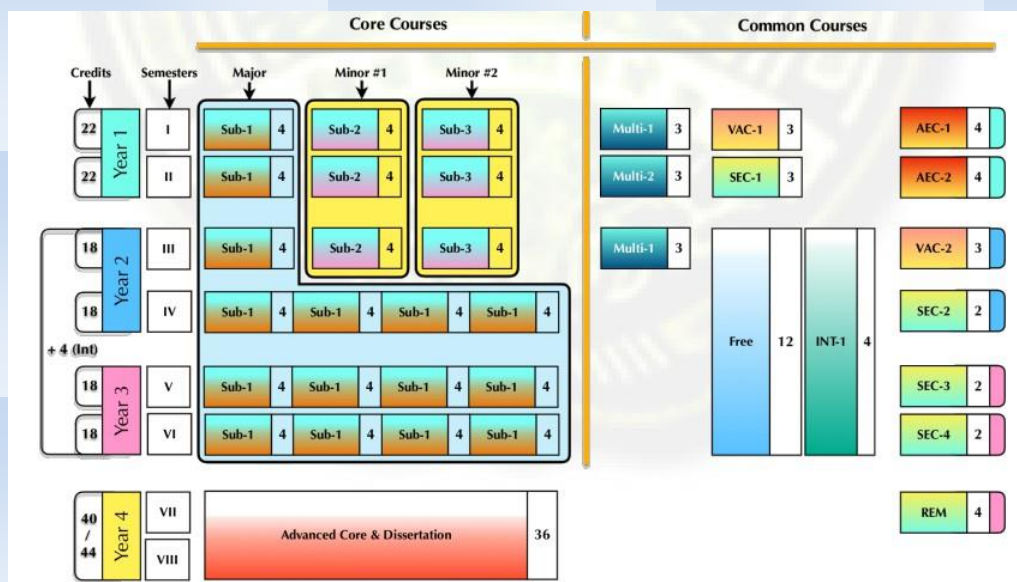 Core Courses Common Courses
Credits Semesters Major Minor #1 Minor #2
22 Year 1 I Sub-1 4 Sub-2 4 Sub-3 4 Multi-1 3 VAC-1 3 AEC-1 4
22 II Sub-1 4 Sub-2 4 Sub-3 4 Multi-2 3 SEC-1 3 AEC-2 4
18 Year 2 III Sub-1 4 Sub-2 4 Sub-3 4 Multi-1 3 VAC-2 3
18 IV Sub-1 4 Sub-1 4 Sub-1 4 Sub-1 4 SEC-2 2
+ 4 (Int) Free 12 INT-1 4
18 Year 3 V Sub-1 4 Sub-1 4 Sub-1 4 Sub-1 4 SEC-3 2
18 VI Sub-1 4 Sub-1 4 Sub-1 4 Sub-1 4 SEC-4 2
40 / 44 Year 4 VII Advanced Core & Dissertation 36 REM 4
VIII